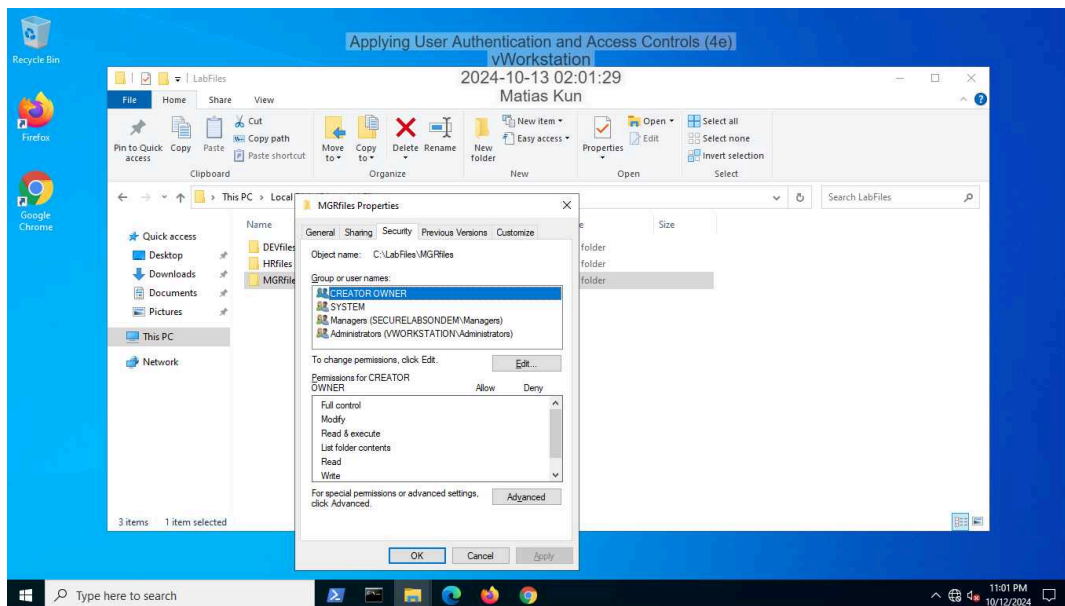 Applying User Authentication and Access Controls (4e)
vWorkstation
2024-10-13 02:01:29
Matias Kun
Recycle Bin
Firefox
Google
Chrome
LabFiles
File Home Share View
Pin to Quick
access
Copy
Paste
Cut
Copy path
Paste shortcut
Clipboard
Move
to
Copy
to
Delete
Rename
Organize
New
folder
New item
Easy access
New
Properties
Open
Edit
Open
Select all
Select none
Invert selection
Select
This PC › Local
Search LabFiles
Quick access
Desktop
Downloads
Documents
Pictures
This PC
Network
Name
Size
DEVfiles
HRfiles
MGRfile
folder
folder
folder
MGRfiles Properties
General Sharing Security Previous Versions Customize
Object name: C:\LabFiles\MGRfiles
Group or user names:
CREATOR OWNER
SYSTEM
Managers (SECURELABSONDEM\Managers)
Administrators (VWORKSTATION\Administrators)
To change permissions, click Edit.
Edit...
Permissions for CREATOR
OWNER
Allow Deny
Full control
Modify
Read & execute
List folder contents
Read
Write
For special permissions or advanced settings,
click Advanced.
Advanced
OK Cancel Apply
3 items 1 item selected
Type here to search
11:01 PM
10/12/2024